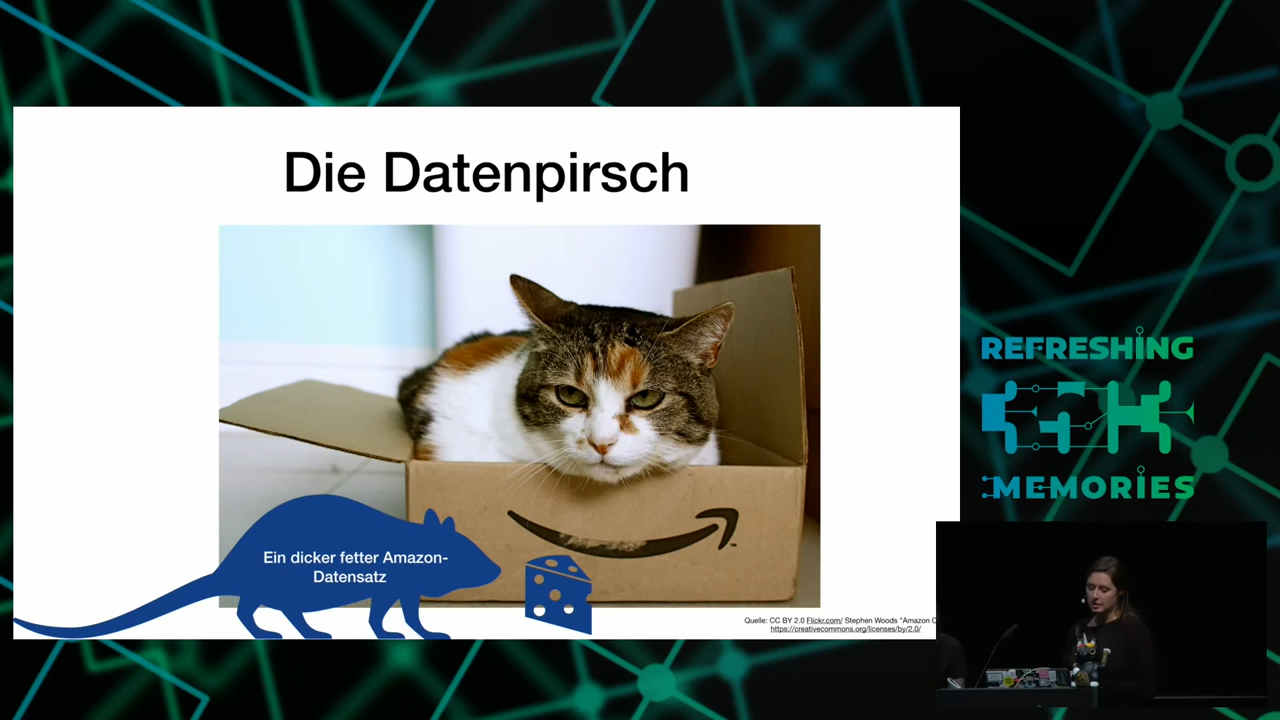 Die Datenpirsch
REFRESHING
35C3
MEMORIES
Ein dicker fetter Amazon-
Datensatz
Quelle: CC BY 2.0 Flickr.com/ Stephen Woods "Amazon
https://creativecommons.org/licenses/by/2.0/